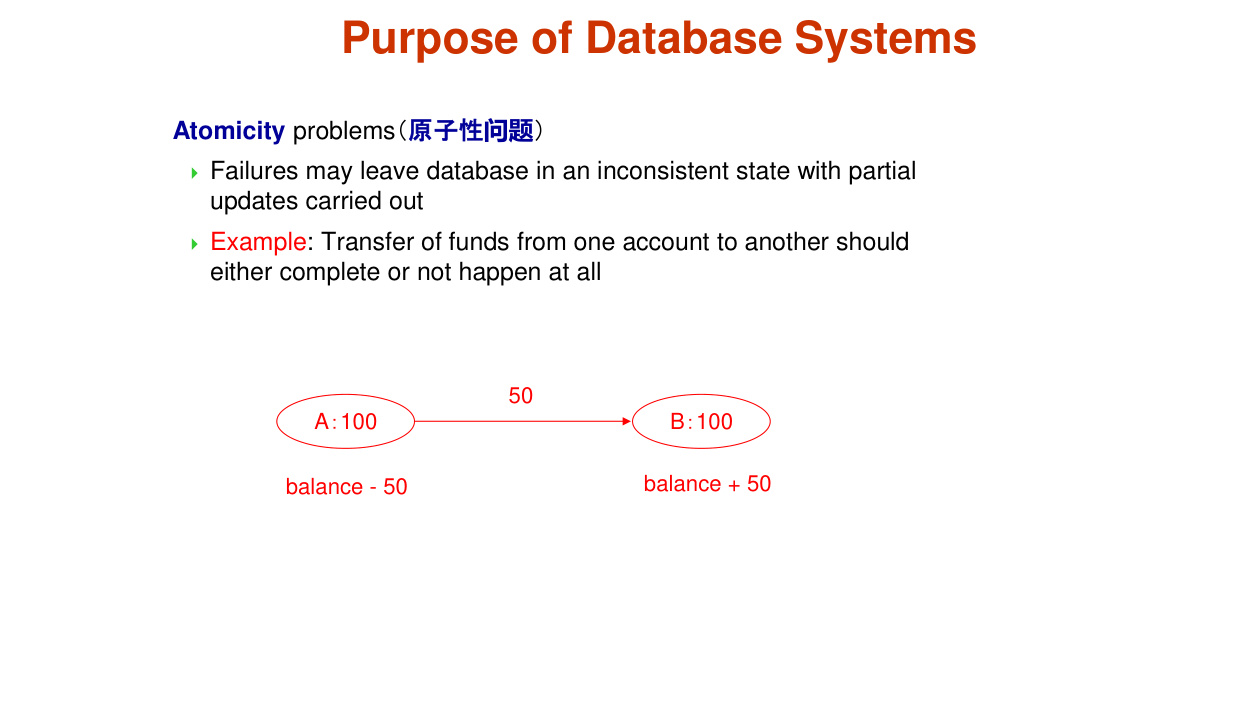 Purpose of Database Systems
Atomicity problems（原子性问题）
Failures may leave database in an inconsistent state with partial
updates carried out
Example: Transfer of funds from one account to another should
either complete or not happen at all
50
A：100
B：100
balance - 50
balance + 50